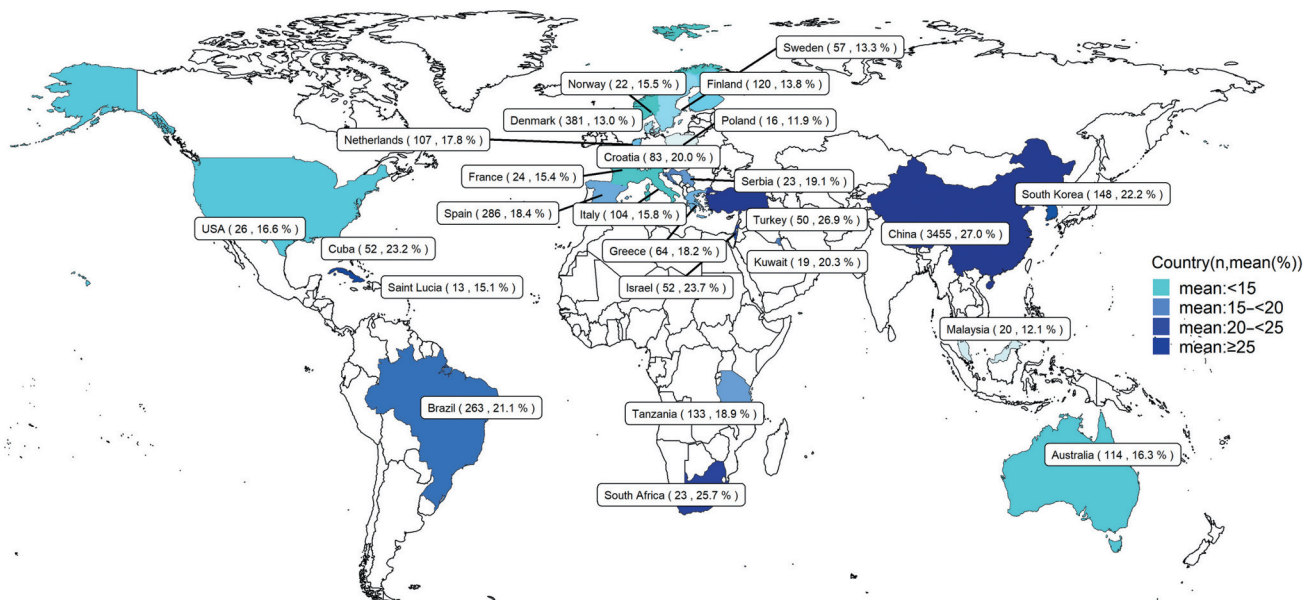 Sweden ( 57 , 13.3 % )
Norway ( 22 , 15.5 % )
Finland ( 120 , 13.8 % )
Denmark ( 381 , 13.0 % )
Poland ( 16 , 11.9 % )
Netherlands ( 107 , 17.8 % )
Croatia ( 83 , 20.0 % )
France ( 24 , 15.4 % )
Serbia ( 23 , 19.1 % )
South Korea ( 148 , 22.2 % )
Spain ( 286 , 18.4 % )
Italy ( 104 , 15.8 % )
Turkey ( 50 , 26.9 % )
USA ( 26 , 16.6 % )
China ( 3455 , 27.0 % )
Cuba ( 52 , 23.2 % )
Greece ( 64 , 18.2 % )
Kuwait ( 19 , 20.3 % )
Saint Lucia ( 13 , 15.1 % )
Israel ( 52 , 23.7 % )
Country(n,mean(%))
mean:<15
mean:15-<20
mean:20-<25
mean:≥25
Malaysia ( 20 , 12.1 % )
Brazil ( 263 , 21.1 % )
Tanzania ( 133 , 18.9 % )
Australia ( 114 , 16.3 % )
South Africa ( 23 , 25.7 % )